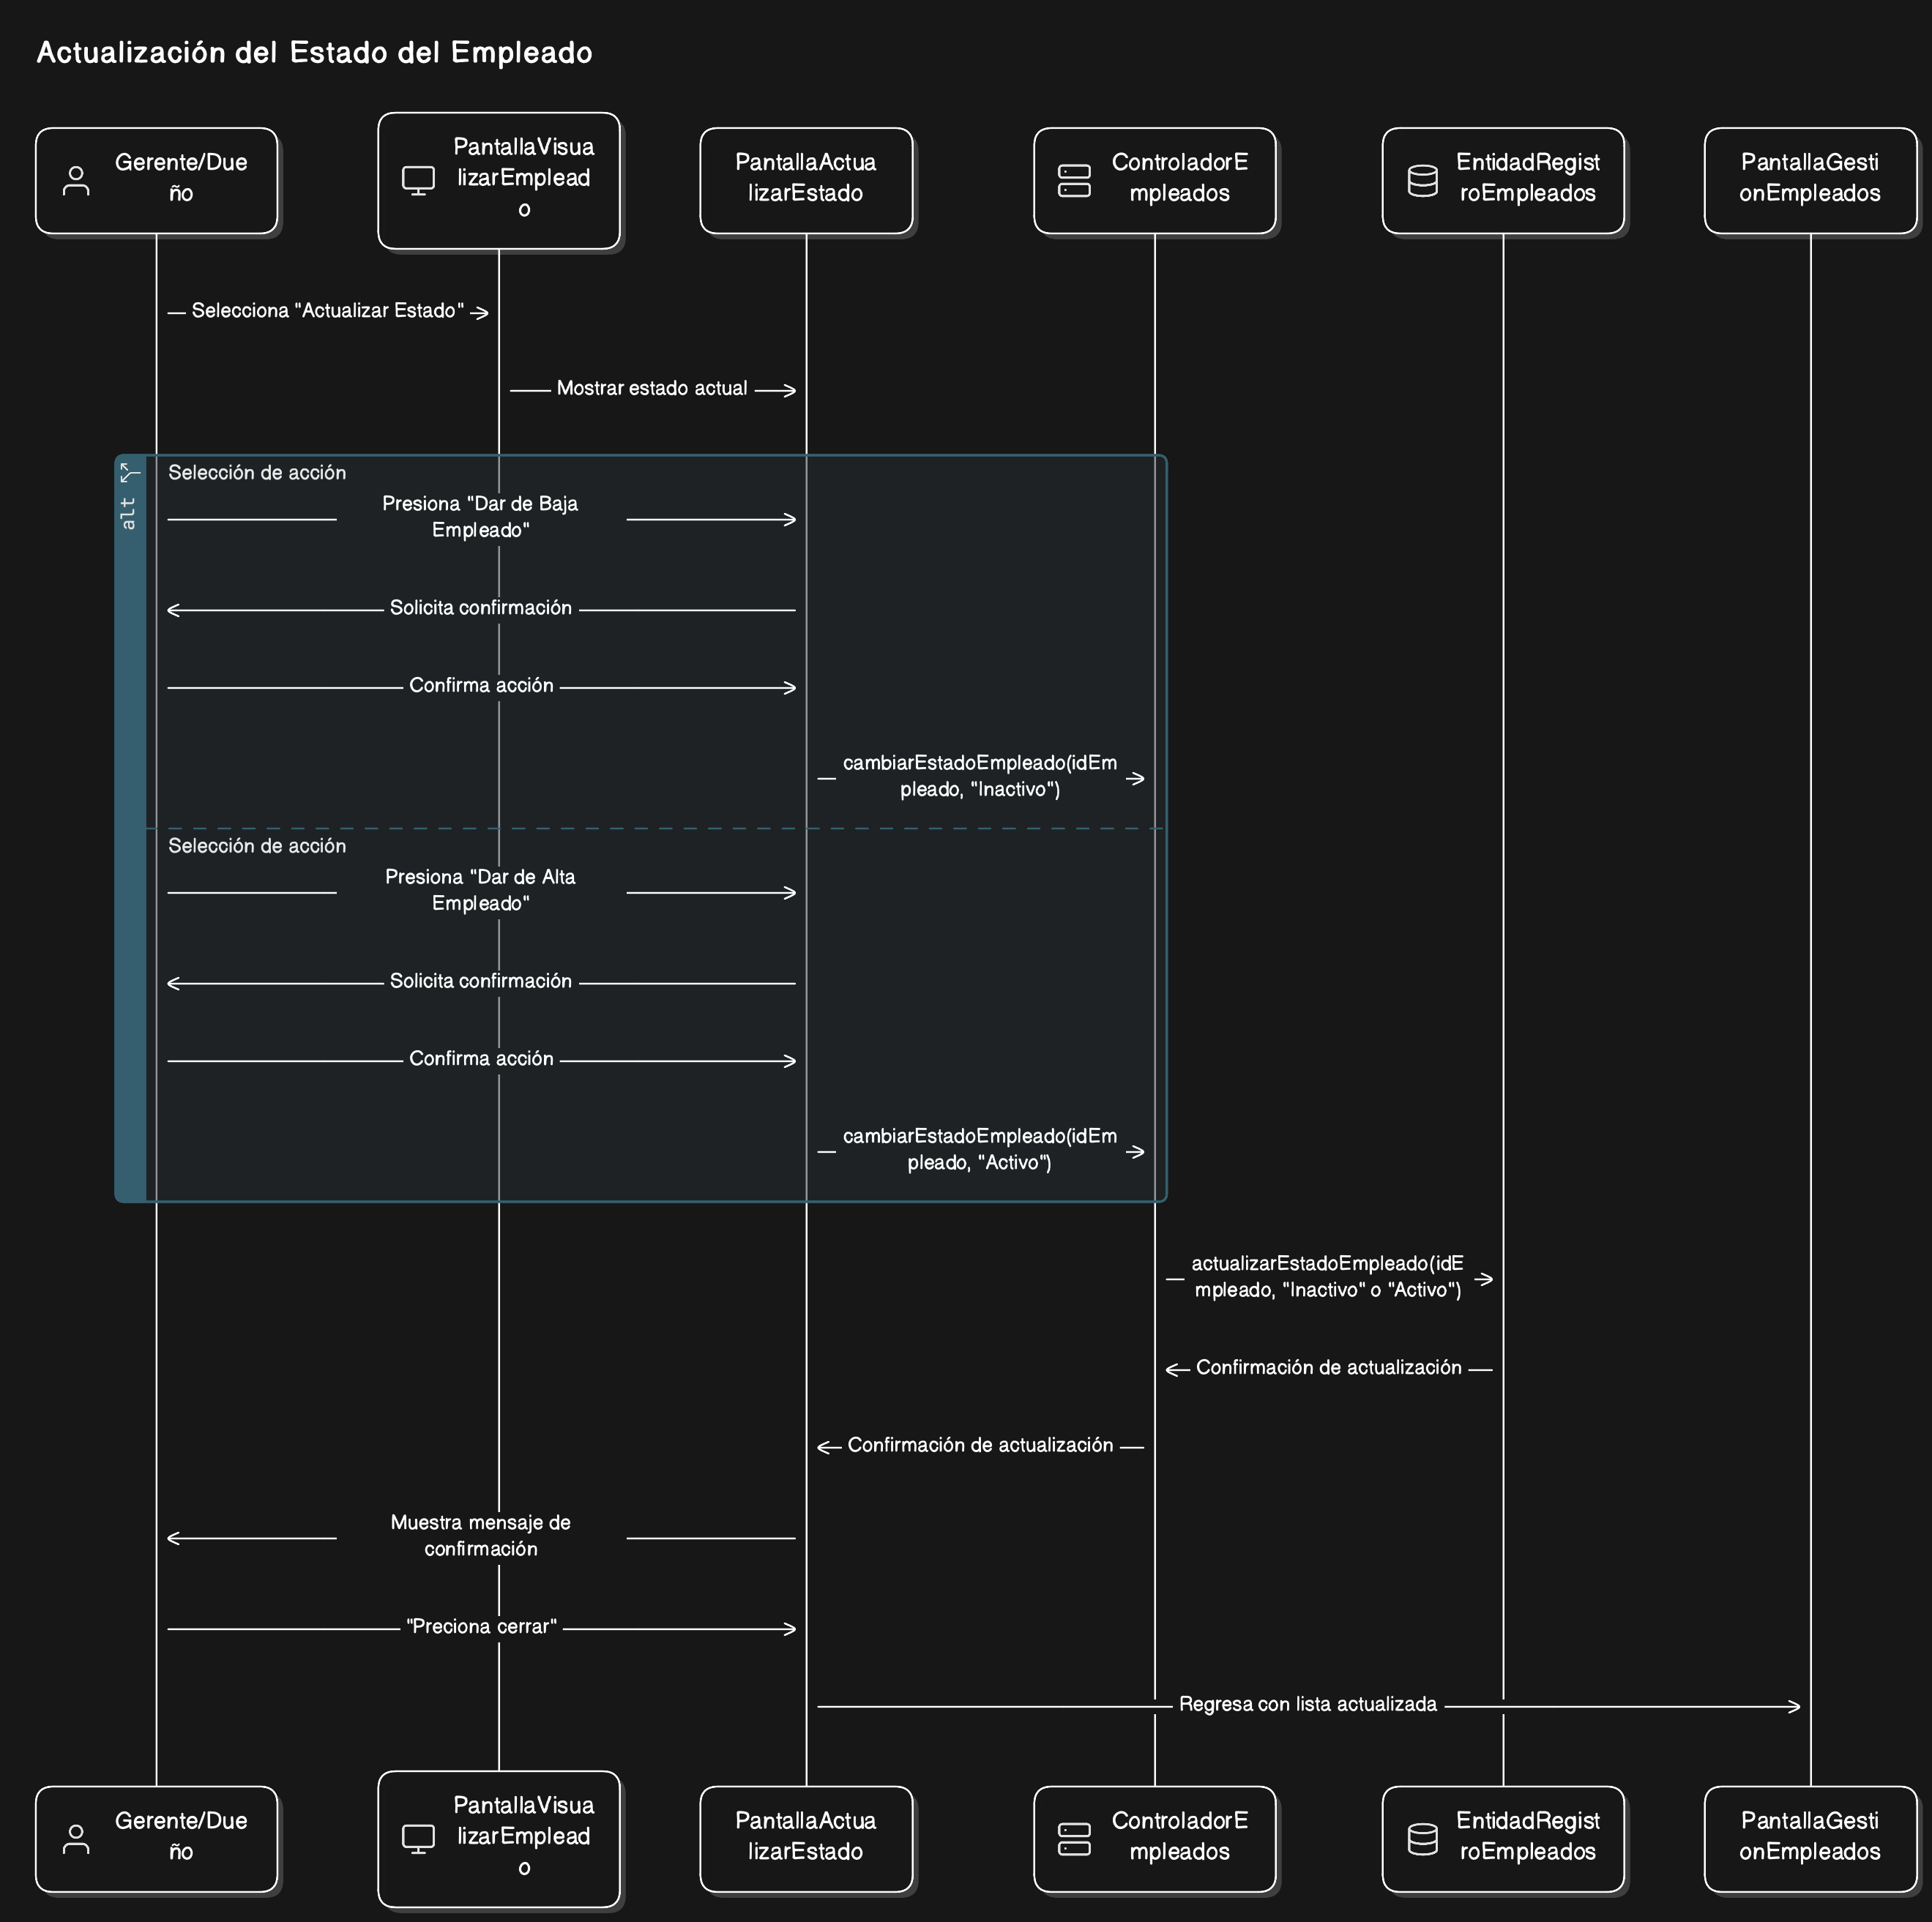 Actualización del Estado del Empleado
Gerente/Due
ño
PantallaVisua
lizarEmplead
o
PantallaActua
lizarEstado
ControladorE
mpleados
EntidadRegist
roEmpleados
PantallaGesti
onEmpleados
Selecciona "Actualizar Estado"
Mostrar estado actual
alt
Selección de acción
Presiona "Dar de Baja
Empleado"
Solicita confirmación
Confirma acción
cambiarEstadoEmpleado(idEm
pleado, "Inactivo")
Selección de acción
Presiona "Dar de Alta
Empleado"
Solicita confirmación
Confirma acción
cambiarEstadoEmpleado(idEm
pleado, "Activo")
actualizarEstadoEmpleado(idE
mpleado, "Inactivo" o "Activo")
Confirmación de actualización
Confirmación de actualización
Muestra mensaje de
confirmación
"Preciona cerrar"
Regresa con lista actualizada
Gerente/Due
ño
PantallaVisua
lizarEmplead
o
PantallaActua
lizarEstado
ControladorE
mpleados
EntidadRegist
roEmpleados
PantallaGesti
onEmpleados